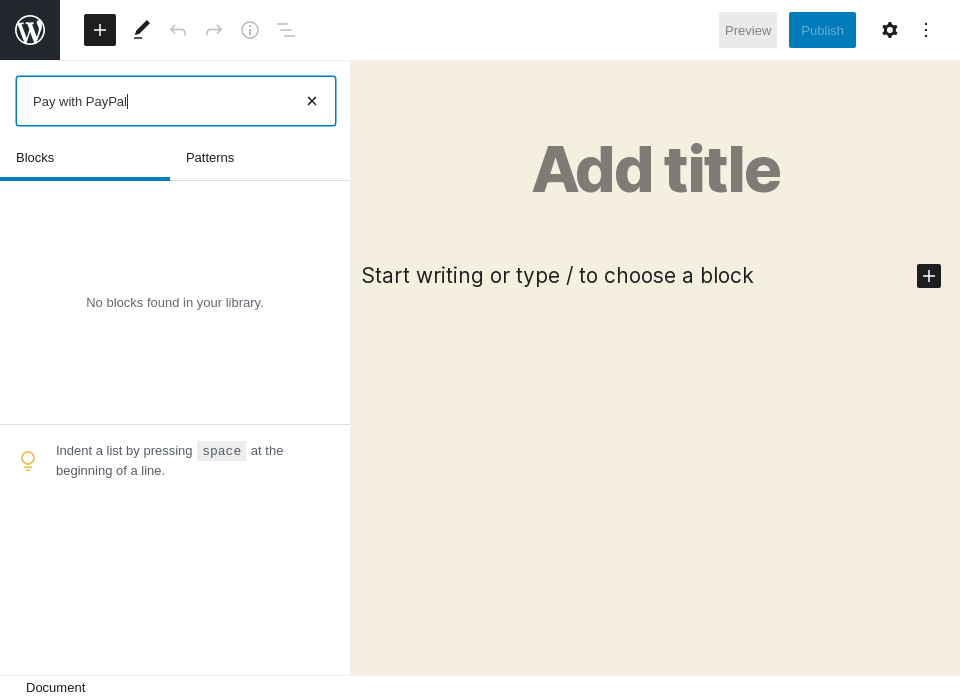 Preview
Publish
Pay with PayPal
Blocks
Patterns
No blocks found in your library.
Indent a list by pressing space at the
beginning of a line.
Add title
Start writing or type / to choose a block
Document